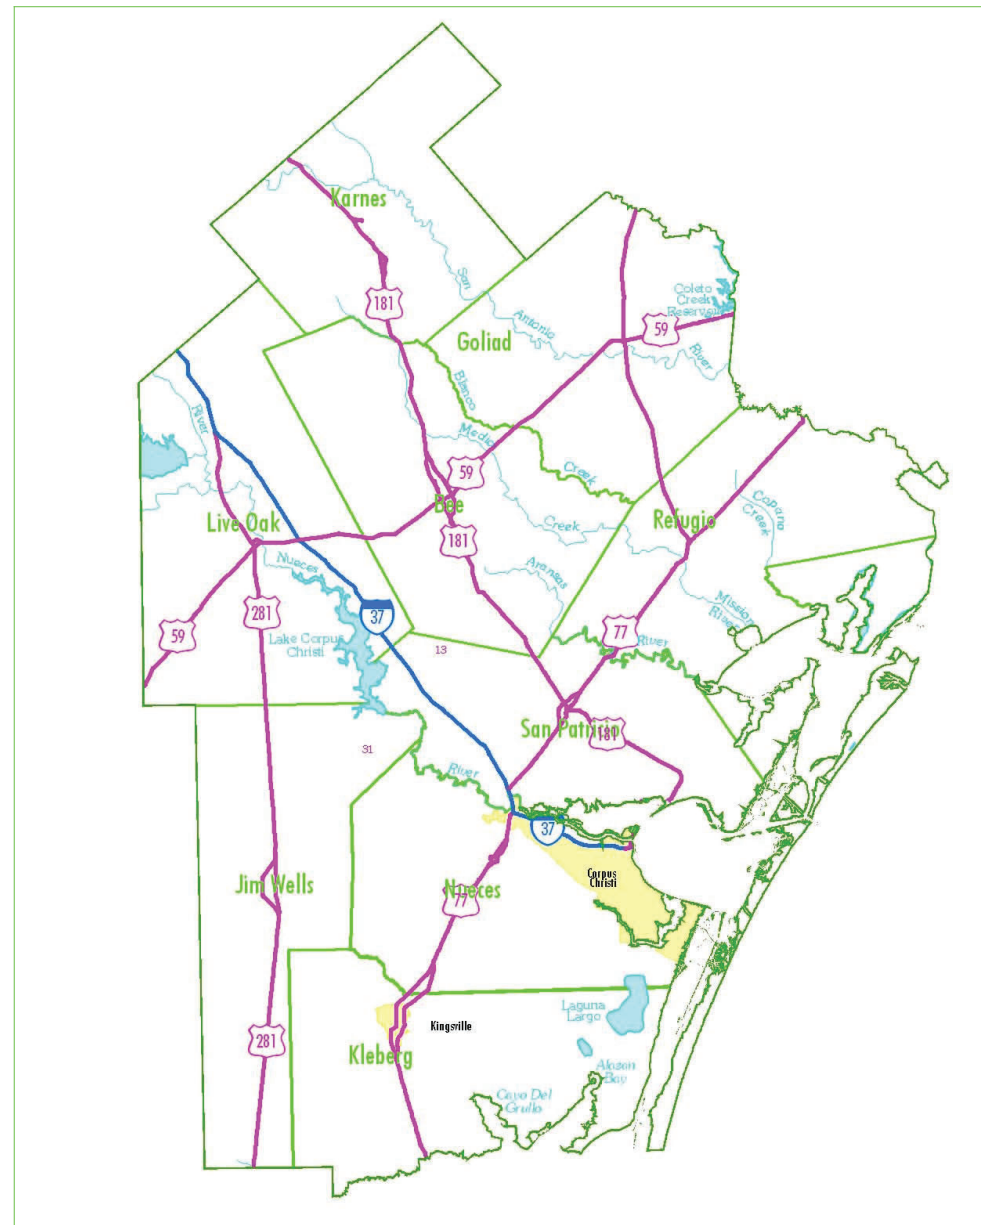 Karnes
San
181
Coleto
Creek
Reservoir
Antonio
59
Goliad
River
Blanco
River
Medio
59
Creek
Bee
Live Oak
Creek
Refugio
Copano
Creek
181
Nueces
Aransas
281
37
Mission
River
59
Lake Corpus
Christi
77
River
13
San Patricio
181
31
River
37
Corpus
Christi
Jim Wells
Nueces
77
Laguna
Largo
Kingsville
281
Kleberg
Alazan
Bay
Cayo Del
Grullo